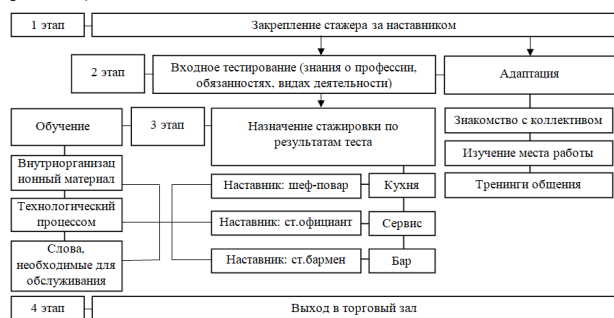 1 этап
Закрепление стажера за наставником
2 этап
Входное тестирование (знания о профессии,
обязанностях, видах деятельности)
Адаптация
Обучение
3 этап
Назначение стажировки по
результатам теста
Знакомство с коллективом
Изучение места работы
Тренинги общения
Внутриорганизац
ионный материал
Технологический
процессом
Слова,
необходимые для
обслуживания
Наставник: шеф-повар
Кухня
Наставник: ст.официант
Сервис
Наставник: ст.бармен
Бар
4 этап
Выход в торговый зал